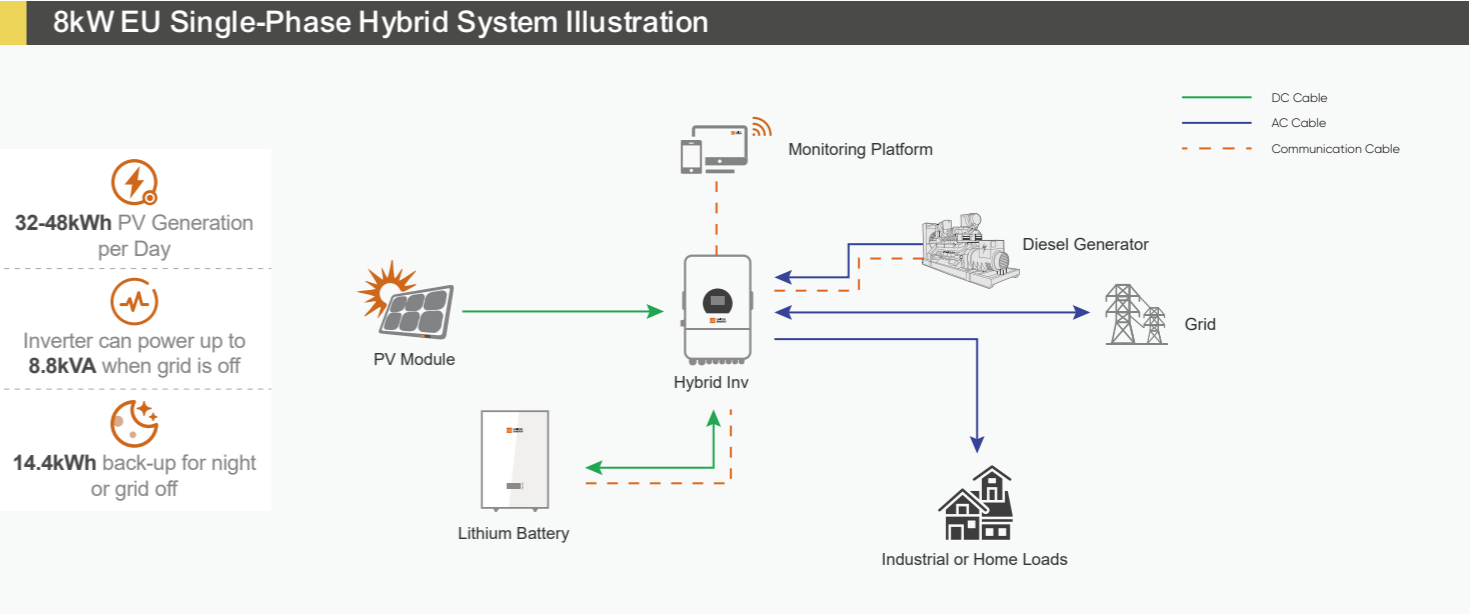 8kW EU Single-Phase Hybrid System Illustration
DC Cable
AC Cable
Communication Cable
Monitoring Platform
32-48kWh PV Generation
per Day
Diesel Generator
Inverter can power up to
8.8kVA when grid is off
PV Module
Hybrid Inv
Grid
14.4kWh back-up for night
or grid off
Lithium Battery
Industrial or Home Loads